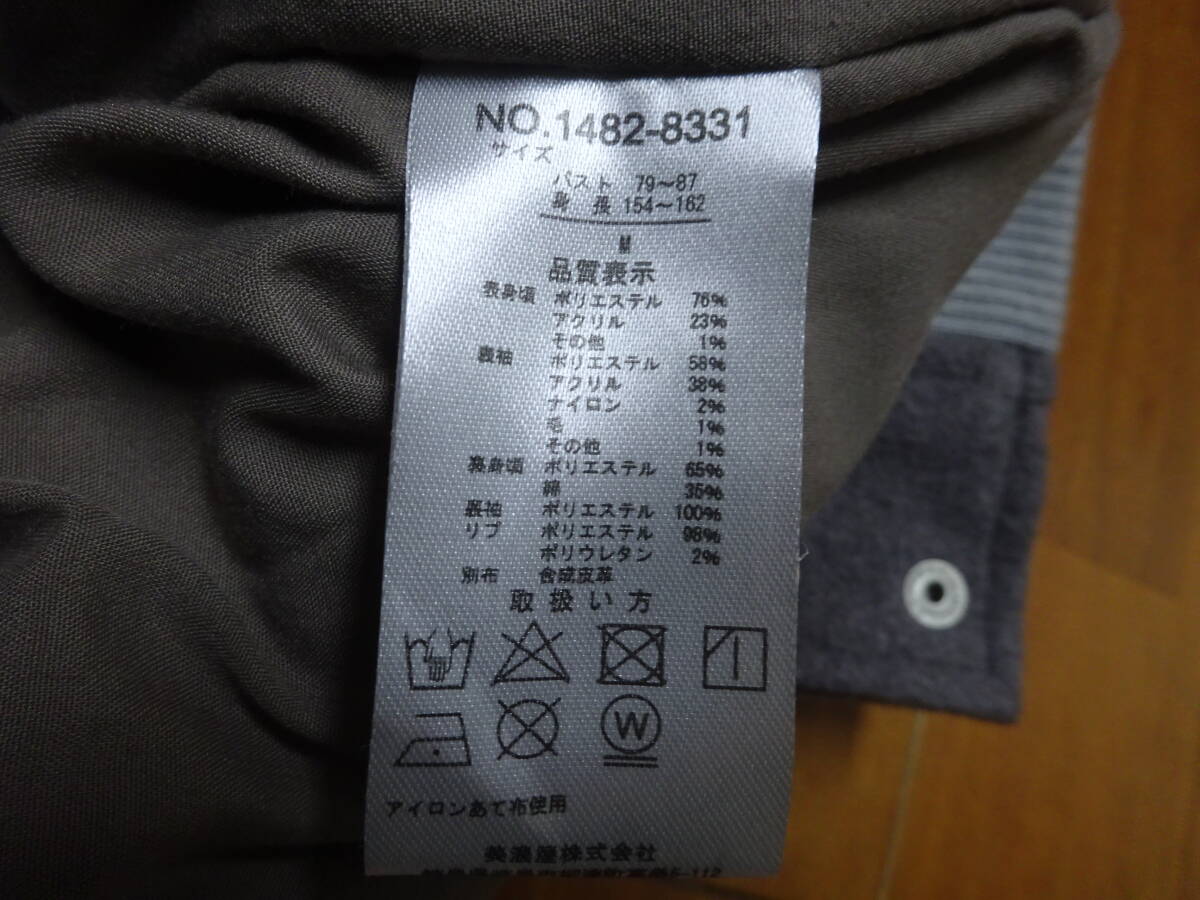 NO.1482-8331
サイズ
バスト 79～87
身 長 154～162
M
品質表示
表身頃 ポリエステル 76%
アクリル 23%
その他 1%
表袖 ポリエステル 58%
アクリル 38%
ナイロン 2%
毛 1%
その他 1%
裏身頃 ポリエステル 65%
綿 35%
裏袖 ポリエステル 100%
リブ ポリエステル 98%
ポリウレタン 2%
別布 合成皮革
取扱い方
W
アイロンあて布使用
美濃屋株式会社
5-112